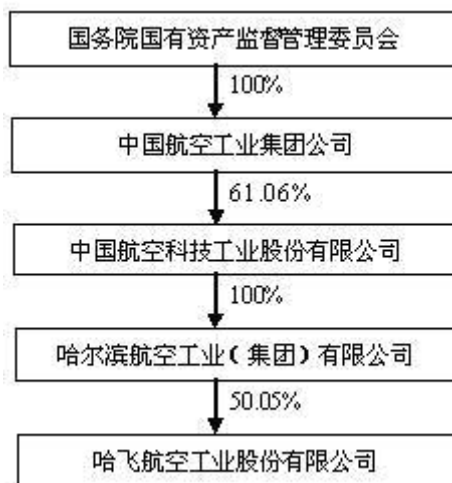 国务院国有资产监督管理委员会
100%
中国航空工业集团公司
61.06%
中国航空科技工业股份有限公司
100%
哈尔滨航空工业（集团）有限公司
50.05%
哈飞航空工业股份有限公司